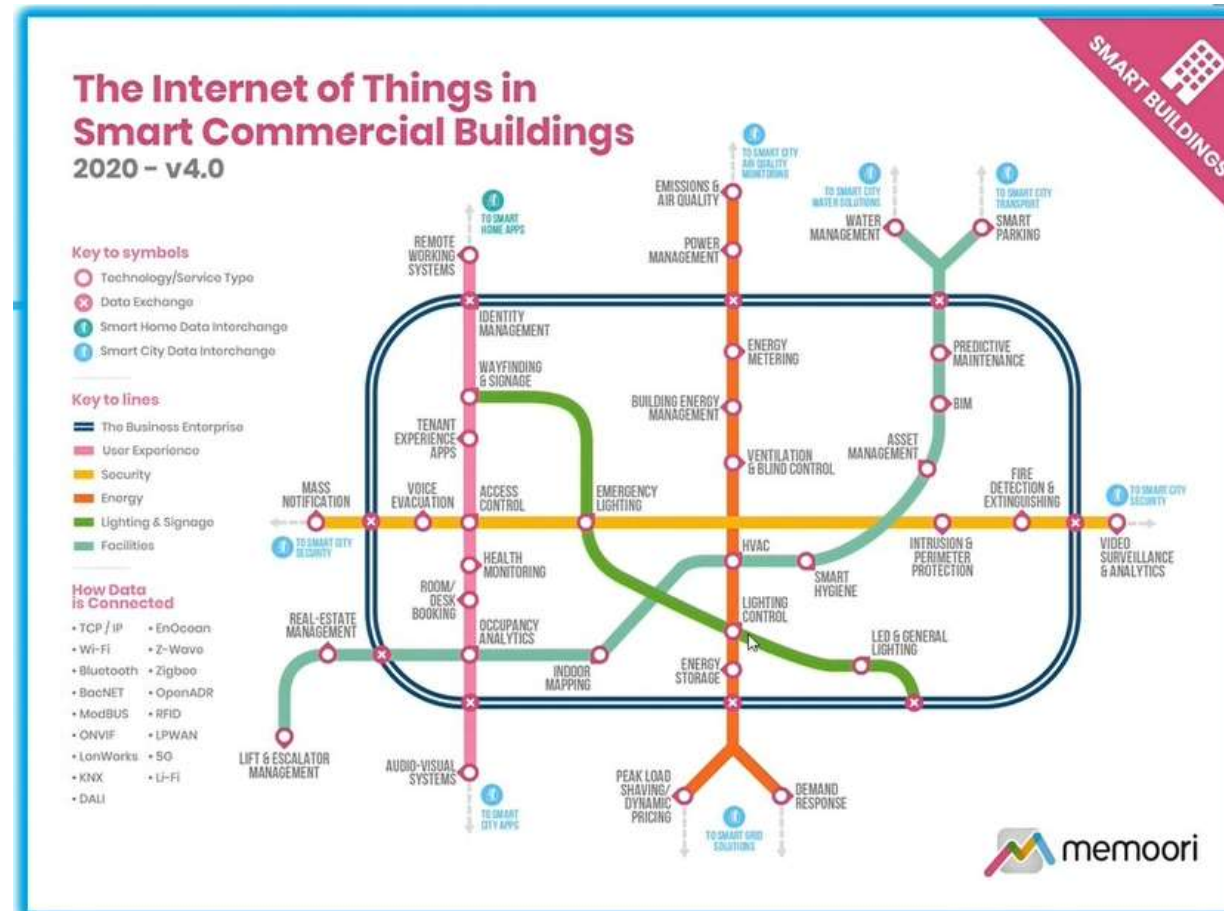 SMART BUILDINGS
The Internet of Things in
Smart Commercial Buildings
2020 - v4.0
Key to symbols
Technology/Service Type
Data Exchange
Smart Home Data Interchange
Smart City Data Interchange
Key to lines
The Business Enterprise
User Experience
Security
Energy
Lighting & Signage
Facilities
How Data
is Connected
• TCP / IP
• Wi-Fi
• Bluetooth
• BacNET
• ModBUS
• ONVIF
• LonWorks
• KNX
• DALI
• EnOcean
• Z-Wave
• Zigbee
• OpenADR
• RFID
• LPWAN
• 5G
• Li-Fi
TO SMART
HOME APPS
REMOTE
WORKING
SYSTEMS
IDENTITY
MANAGEMENT
WAYFINDING
& SIGNAGE
TENANT
EXPERIENCE
APPS
MASS
NOTIFICATION
TO SMART CITY
SECURITY
VOICE
EVACUATION
ACCESS
CONTROL
EMERGENCY
LIGHTING
HEALTH
MONITORING
ROOM/
DESK
BOOKING
REAL-ESTATE
MANAGEMENT
OCCUPANCY
ANALYTICS
INDOOR
MAPPING
LIFT & ESCALATOR
MANAGEMENT
AUDIO-VISUAL
SYSTEMS
TO SMART
CITY APPS
TO SMART CITY
AIR QUALITY
MONITORING
EMISSIONS &
AIR QUALITY
POWER
MANAGEMENT
ENERGY
METERING
BUILDING ENERGY
MANAGEMENT
VENTILATION
& BLIND CONTROL
HVAC
SMART
HYGIENE
LIGHTING
CONTROL
LED & GENERAL
LIGHTING
ENERGY
STORAGE
PEAK LOAD
SHAVING/
DYNAMIC
PRICING
DEMAND
RESPONSE
TO SMART GRID
SOLUTIONS
TO SMART CITY
WATER SOLUTIONS
WATER
MANAGEMENT
TO SMART CITY
TRANSPORT
SMART
PARKING
PREDICTIVE
MAINTENANCE
BIM
ASSET
MANAGEMENT
FIRE
DETECTION &
EXTINGUISHING
TO SMART CITY
SECURITY
INTRUSION &
PERIMETER
PROTECTION
VIDEO
SURVEILLANCE
& ANALYTICS
memoori